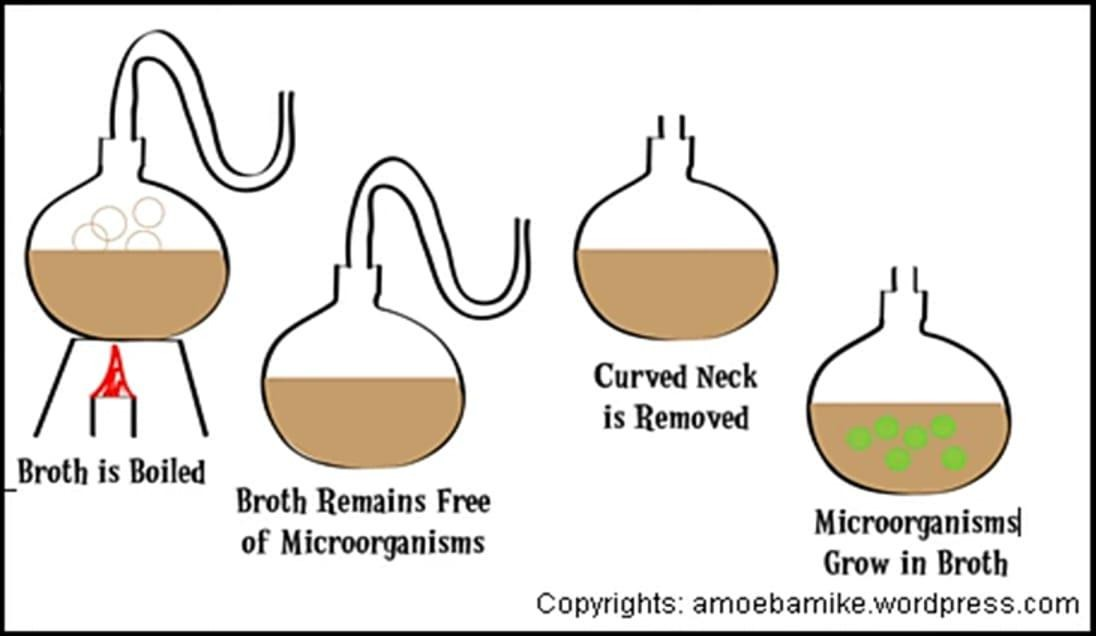 Broth is Boiled
Broth Remains Free
of Microorganisms
Curved Neck
is Removed
Microorganisms
Grow in Broth
Copyrights: amoebamike.wordpress.com